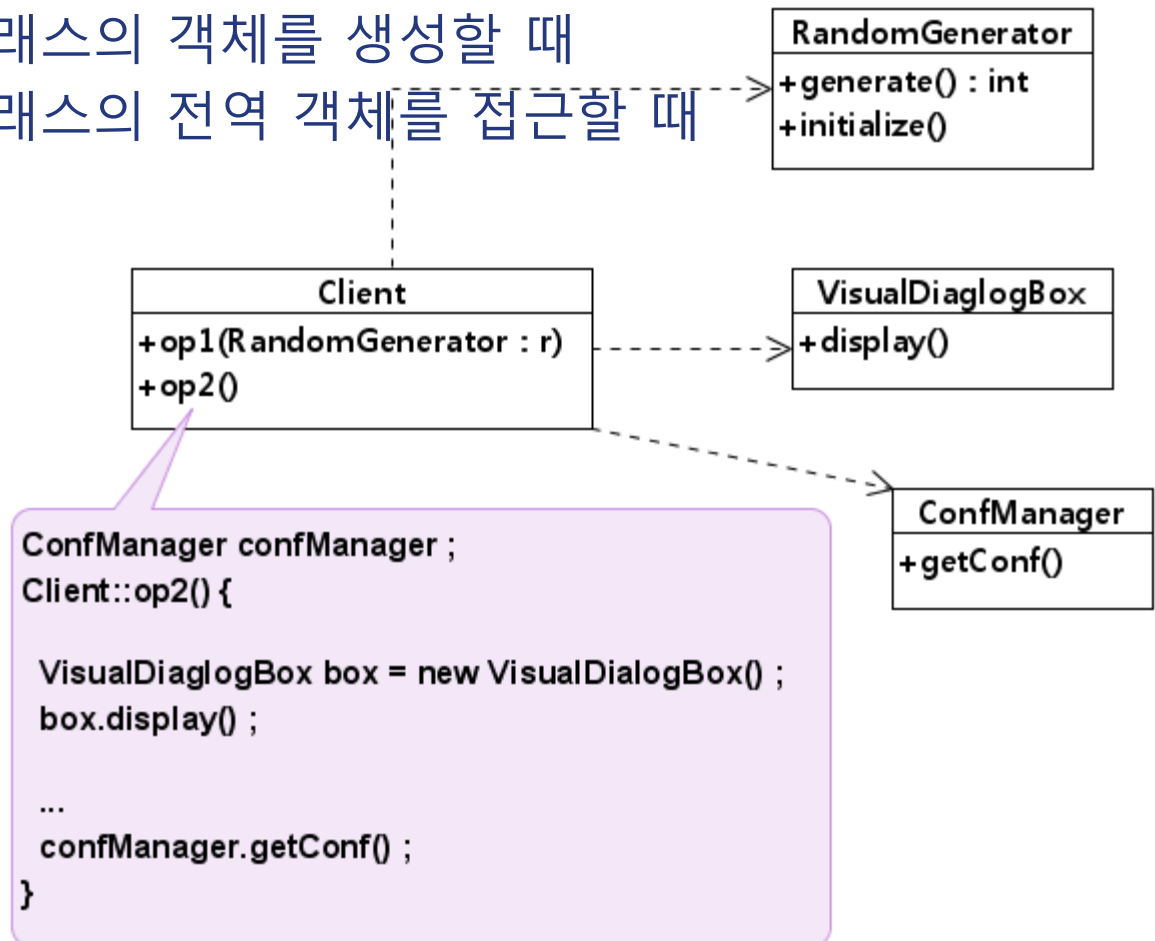 래스의 객체를 생성할 때
래스의 전역 객체를 접근할 때
RandomGenerator
+generate() : int
+initialize()
Client
+op1(RandomGenerator : r)
+op2()
VisualDiaglogBox
+display()
ConfManager
+getConf()
ConfManager confManager ;
Client::op2() {
VisualDiaglogBox box = new VisualDialogBox() ;
box.display() ;
...
confManager.getConf() ;
}